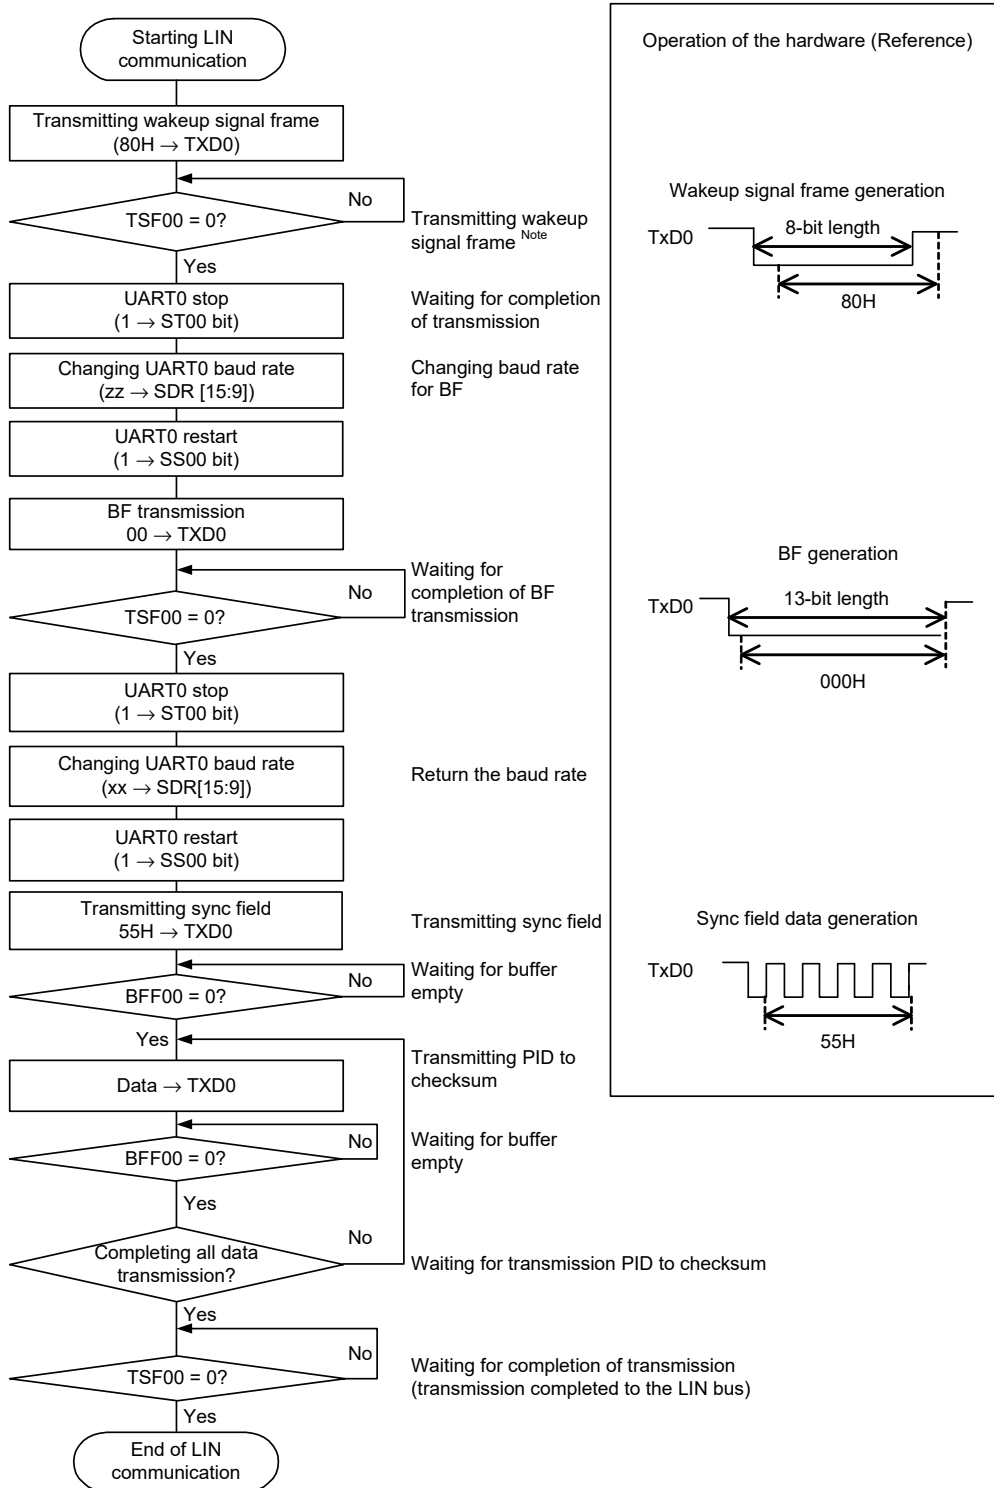 Starting LIN
communication
Transmitting wakeup signal frame
(80H → TXD0)
No
TSF00 = 0?
Transmitting wakeup
signal frame Note
Yes
UART0 stop
(1 → ST00 bit)
Waiting for completion
of transmission
Changing UART0 baud rate
(zz → SDR [15:9])
Changing baud rate
for BF
UART0 restart
(1 → SS00 bit)
BF transmission
00 → TXD0
Waiting for
completion of BF
transmission
No
TSF00 = 0?
Yes
UART0 stop
(1 → ST00 bit)
Changing UART0 baud rate
(xx → SDR[15:9])
Return the baud rate
UART0 restart
(1 → SS00 bit)
Transmitting sync field
55H → TXD0
Transmitting sync field
No
BFF00 = 0?
Waiting for buffer
empty
Yes
Transmitting PID to
checksum
Data → TXD0
No
BFF00 = 0?
Waiting for buffer
empty
Yes
No
Completing all data
transmission?
Waiting for transmission PID to checksum
Yes
No
TSF00 = 0?
Waiting for completion of transmission
(transmission completed to the LIN bus)
Yes
End of LIN
communication
Operation of the hardware (Reference)
Wakeup signal frame generation
TxD0
8-bit length
80H
BF generation
TxD0
13-bit length
000H
Sync field data generation
TxD0
55H